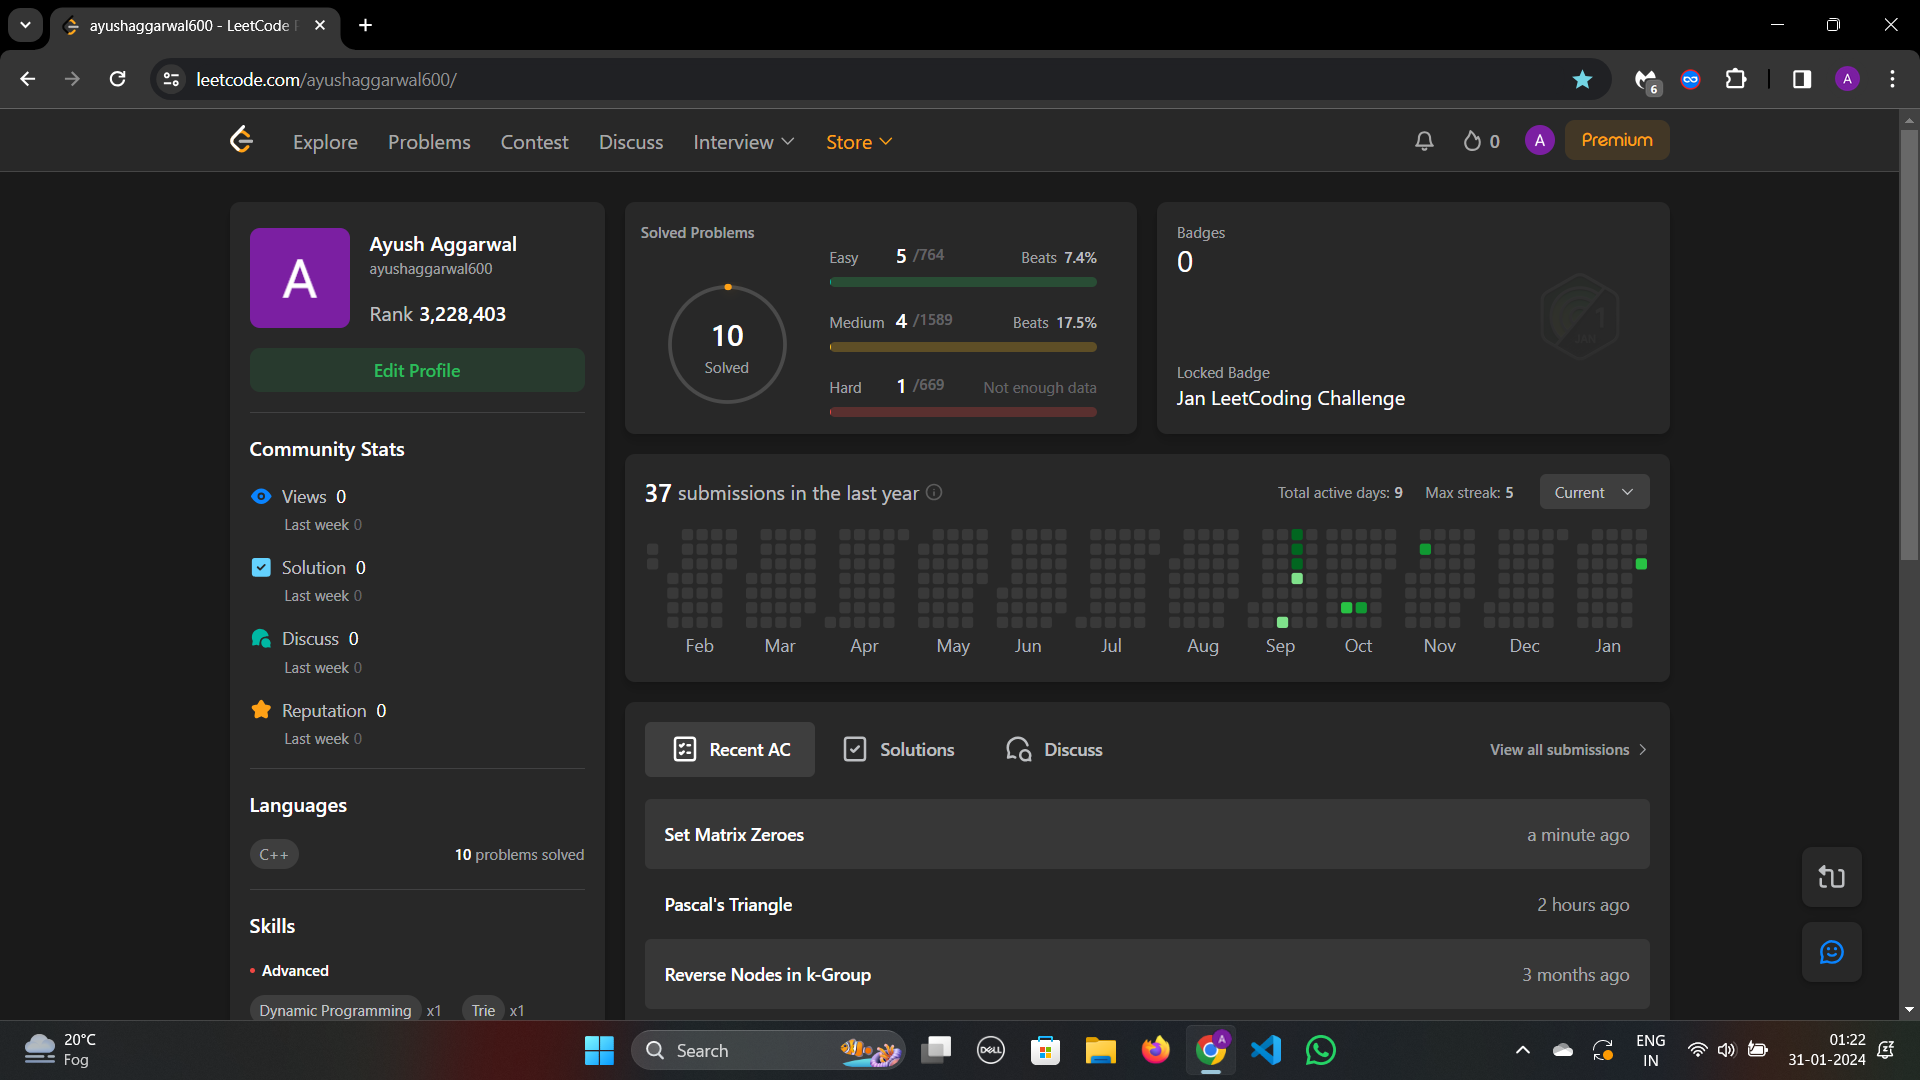 ayushaggarwal600 - LeetCode
leetcode.com/ayushaggarwal600/
6
A
Explore Problems Contest Discuss Interview Store
0 A Premium
A
Ayush Aggarwal
ayushaggarwal600
Rank 3,228,403
Edit Profile
Community Stats
Views 0
Last week 0
Solution 0
Last week 0
Discuss 0
Last week 0
Reputation 0
Last week 0
Languages
C++ 10 problems solved
Skills
Advanced
Dynamic Programming x1 Trie x1
Solved Problems
10
Solved
Easy 5 /764 Beats 7.4%
Medium 4 /1589 Beats 17.5%
Hard 1 /669 Not enough data
Badges
0
1
JAN
Locked Badge
Jan LeetCoding Challenge
37 submissions in the last year Total active days: 9 Max streak: 5 Current
Feb Mar Apr May Jun Jul Aug Sep Oct Nov Dec Jan
Recent AC Solutions Discuss View all submissions
Set Matrix Zeroes a minute ago
Pascal's Triangle 2 hours ago
Reverse Nodes in k-Group 3 months ago
20°C
Fog
Search
DELL
A
ENG
IN
01:22
31-01-2024